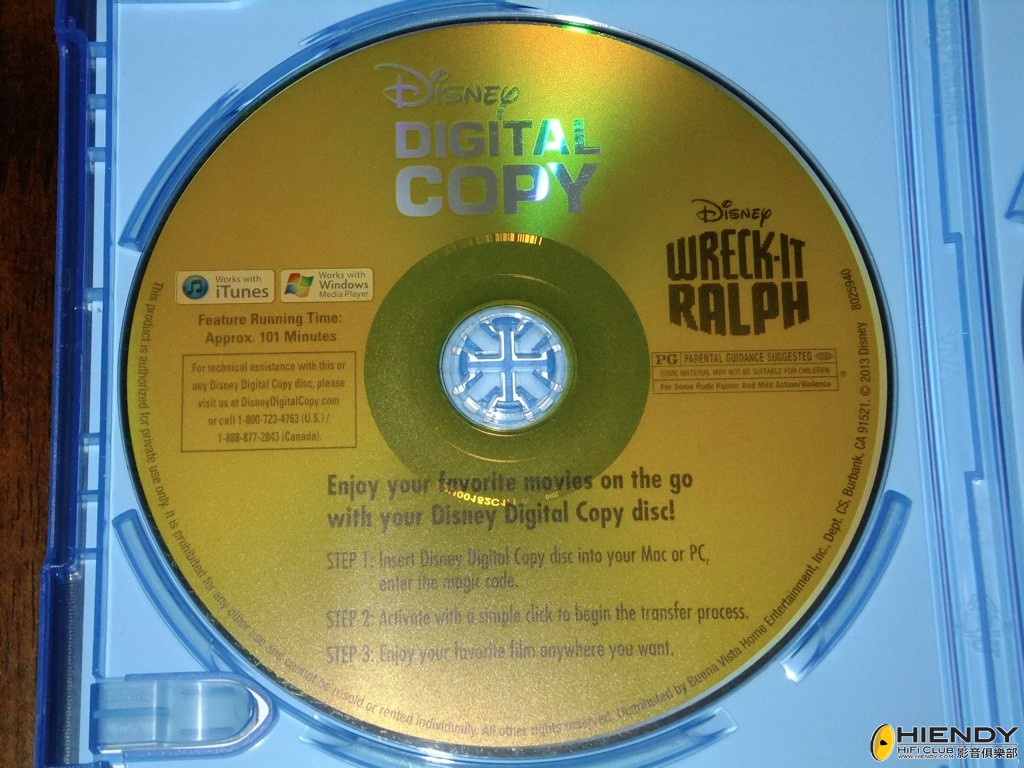 Disney
DIGITAL
COPY
Disney
WRECK-IT
RALPH
Works with
iTunes
Works with
Windows
Media Player
Feature Running Time:
Approx. 101 Minutes
For technical assistance with this or
any Disney Digital Copy disc, please
visit us at DisneyDigitalCopy.com
or call 1-800-723-4763 (U.S.) /
1-888-877-2843 (Canada).
PG PARENTAL GUIDANCE SUGGESTED
SOME MATERIAL MAY NOT BE SUITABLE FOR CHILDREN
For Some Rude Humor And Mild Action/Violence
Enjoy your favorite movies on the go
with your Disney Digital Copy disc!
STEP 1: Insert Disney Digital Copy disc into your Mac or PC,
enter the magic code.
STEP 2: Activate with a simple click to begin the transfer process.
STEP 3: Enjoy your favorite film anywhere you want.
This product is authorized for private use only. It is prohibited for any other use and cannot be resold or rented individually. All other rights reserved. Distributed by Buena Vista Home Entertainment, Inc., Dept. CS, Burbank, CA 91521. © 2013 Disney 8025940
HIENDY
HiFi CLUB 影音俱樂部
WWW.HIENDY.COM